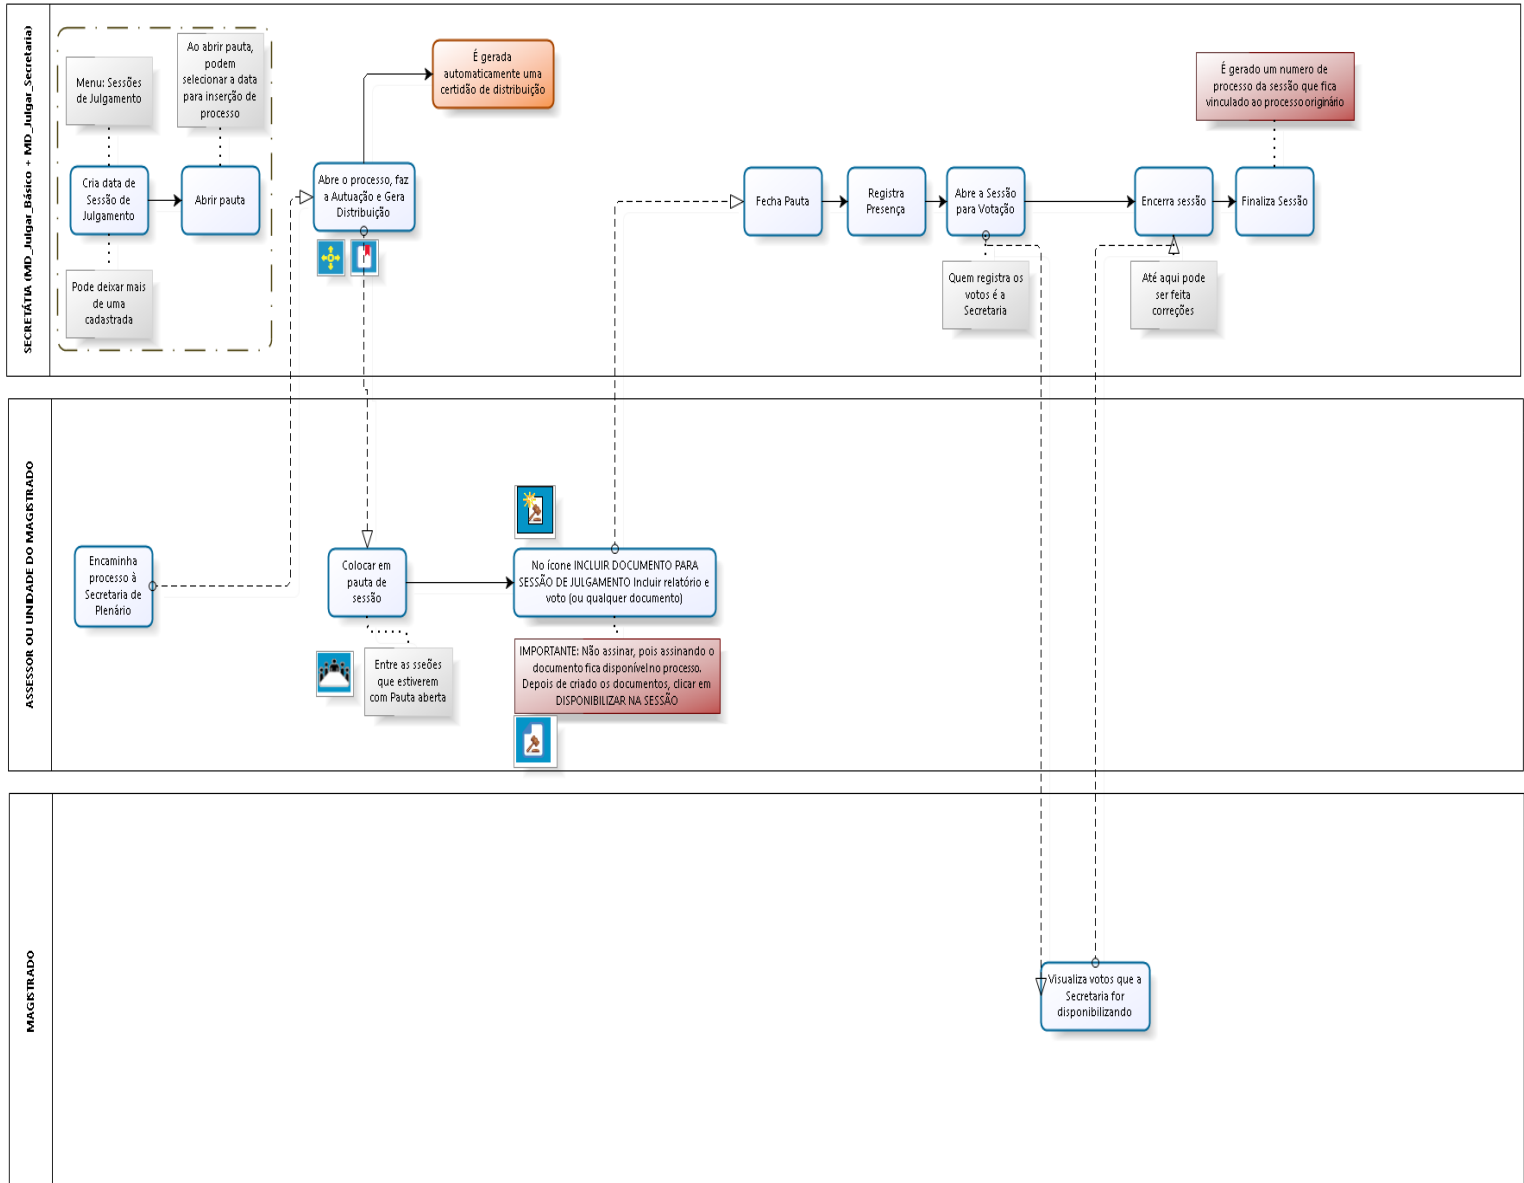 SECRETÁTIA (MD_Julgar_Básico + MD_Julgar_Secretaria)
Menu: Sessões
de Julgamento
Ao abrir pauta,
podem
selecionar a data
para inserção de
processo
Cria data de
Sessão de
Julgamento
Abrir pauta
Pode deixar mais
de uma
cadastrada
É gerada
automaticamente uma
certidão de distribuição
Abre o processo, faz
a Autuação e Gera
Distribuição
Fecha Pauta
Registra
Presença
Abre a Sessão
para Votação
Quem registra os
votos é a
Secretaria
Encerra sessão
Até aqui pode
ser feita
correções
É gerado um numero de
processo da sessão que fica
vinculado ao processo originário
Finaliza Sessão
ASSESSOR OU UNIDADE DO MAGISTRADO
Encaminha
processo à
Secretaria de
Plenário
Colocar em
pauta de
sessão
Entre as sseões
que estiverem
com Pauta aberta
No ícone INCLUIR DOCUMENTO PARA
SESSÃO DE JULGAMENTO Incluir relatório e
voto (ou qualquer documento)
IMPORTANTE: Não assinar, pois assinando o
documento fica disponível no processo.
Depois de criado os documentos, clicar em
DISPONIBILIZAR NA SESSÃO
MAGISTRADO
Visualiza votos que a
Secretaria for
disponibilizando